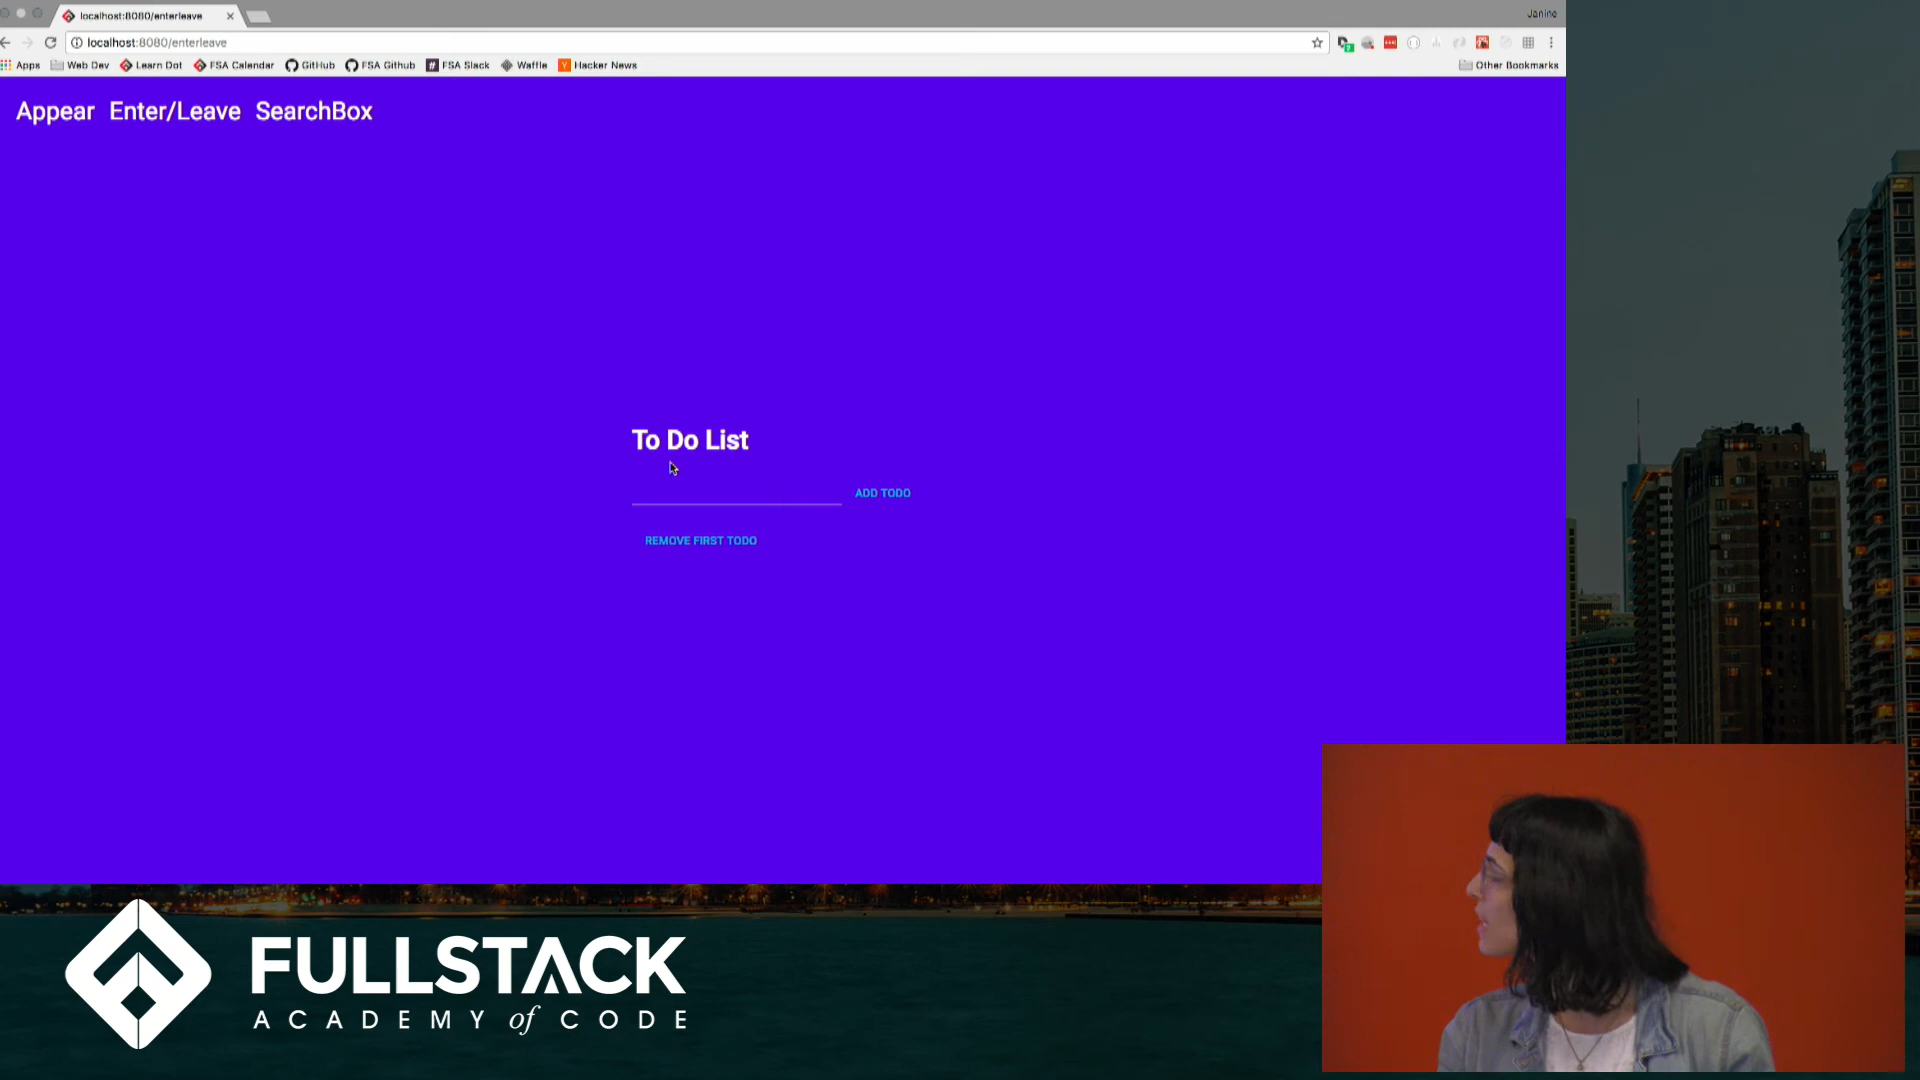 localhost:8080/enterleave
Janine
localhost:8080/enterleave
Apps Web Dev Learn Dot FSA Calendar GitHub FSA Github FSA Slack Waffle Hacker News Other Bookmarks
Appear Enter/Leave SearchBox
To Do List
ADD TODO
REMOVE FIRST TODO
FULLSTACK
ACADEMY of CODE